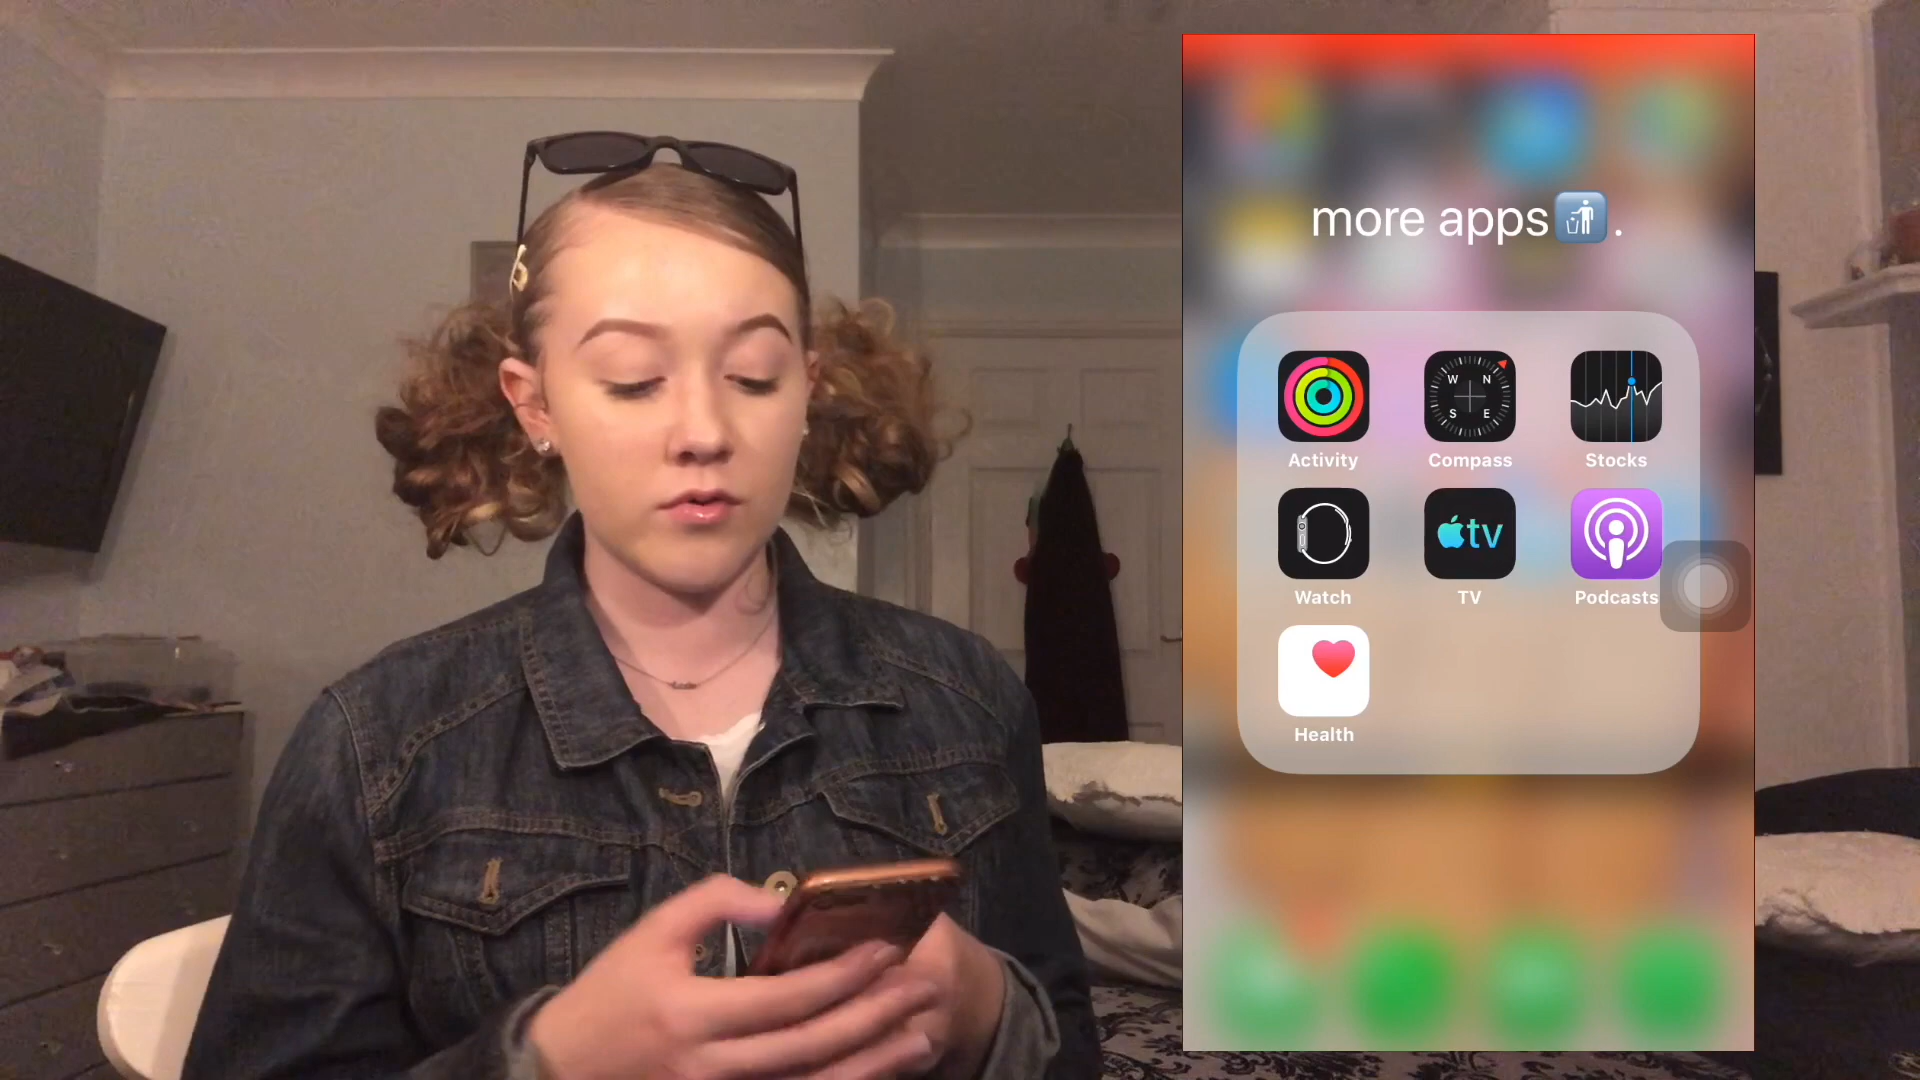 more apps🚮.
W N
S E
Activity Compass Stocks
tv
Watch TV Podcasts
Health